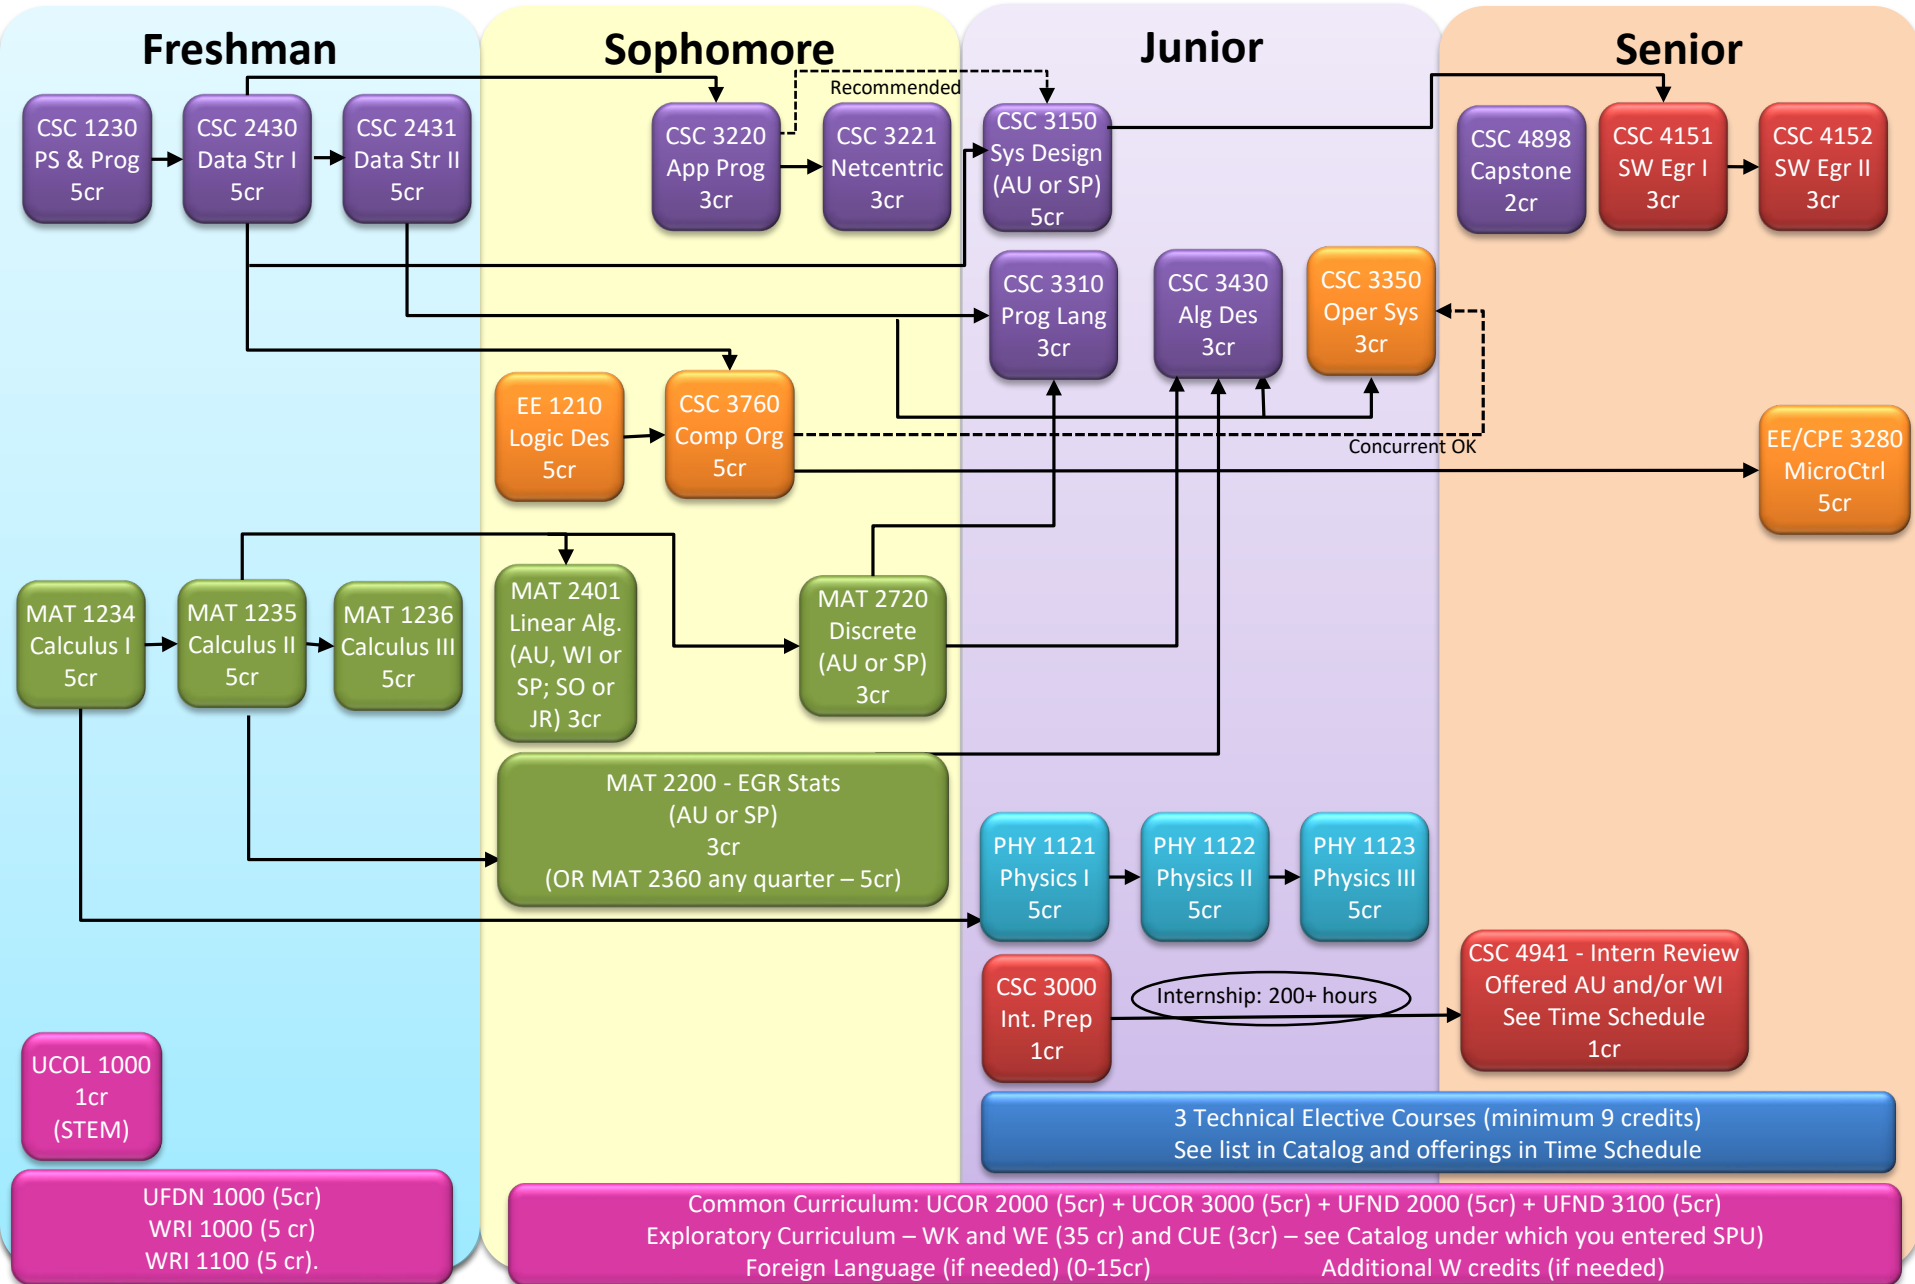 Freshman
Sophomore
Junior
Senior
Recommended
CSC 1230
PS & Prog
5cr
CSC 2430
Data Str I
5cr
CSC 2431
Data Str II
5cr
CSC 3220
App Prog
3cr
CSC 3221
Netcentric
3cr
CSC 3150
Sys Design
(AU or SP)
5cr
CSC 4898
Capstone
2cr
CSC 4151
SW Egr I
3cr
CSC 4152
SW Egr II
3cr
CSC 3310
Prog Lang
3cr
CSC 3430
Alg Des
3cr
CSC 3350
Oper Sys
3cr
EE 1210
Logic Des
5cr
CSC 3760
Comp Org
5cr
Concurrent OK
EE/CPE 3280
MicroCtrl
5cr
MAT 1234
Calculus I
5cr
MAT 1235
Calculus II
5cr
MAT 1236
Calculus III
5cr
MAT 2401
Linear Alg.
(AU, WI or
SP; SO or
JR) 3cr
MAT 2720
Discrete
(AU or SP)
3cr
MAT 2200 - EGR Stats
(AU or SP)
3cr
(OR MAT 2360 any quarter – 5cr)
PHY 1121
Physics I
5cr
PHY 1122
Physics II
5cr
PHY 1123
Physics III
5cr
CSC 3000
Int. Prep
1cr
Internship: 200+ hours
CSC 4941 - Intern Review
Offered AU and/or WI
See Time Schedule
1cr
UCOL 1000
1cr
(STEM)
3 Technical Elective Courses (minimum 9 credits)
See list in Catalog and offerings in Time Schedule
UFDN 1000 (5cr)
WRI 1000 (5 cr)
WRI 1100 (5 cr).
Common Curriculum: UCOR 2000 (5cr) + UCOR 3000 (5cr) + UFND 2000 (5cr) + UFND 3100 (5cr)
Exploratory Curriculum – WK and WE (35 cr) and CUE (3cr) – see Catalog under which you entered SPU)
Foreign Language (if needed) (0-15cr) Additional W credits (if needed)